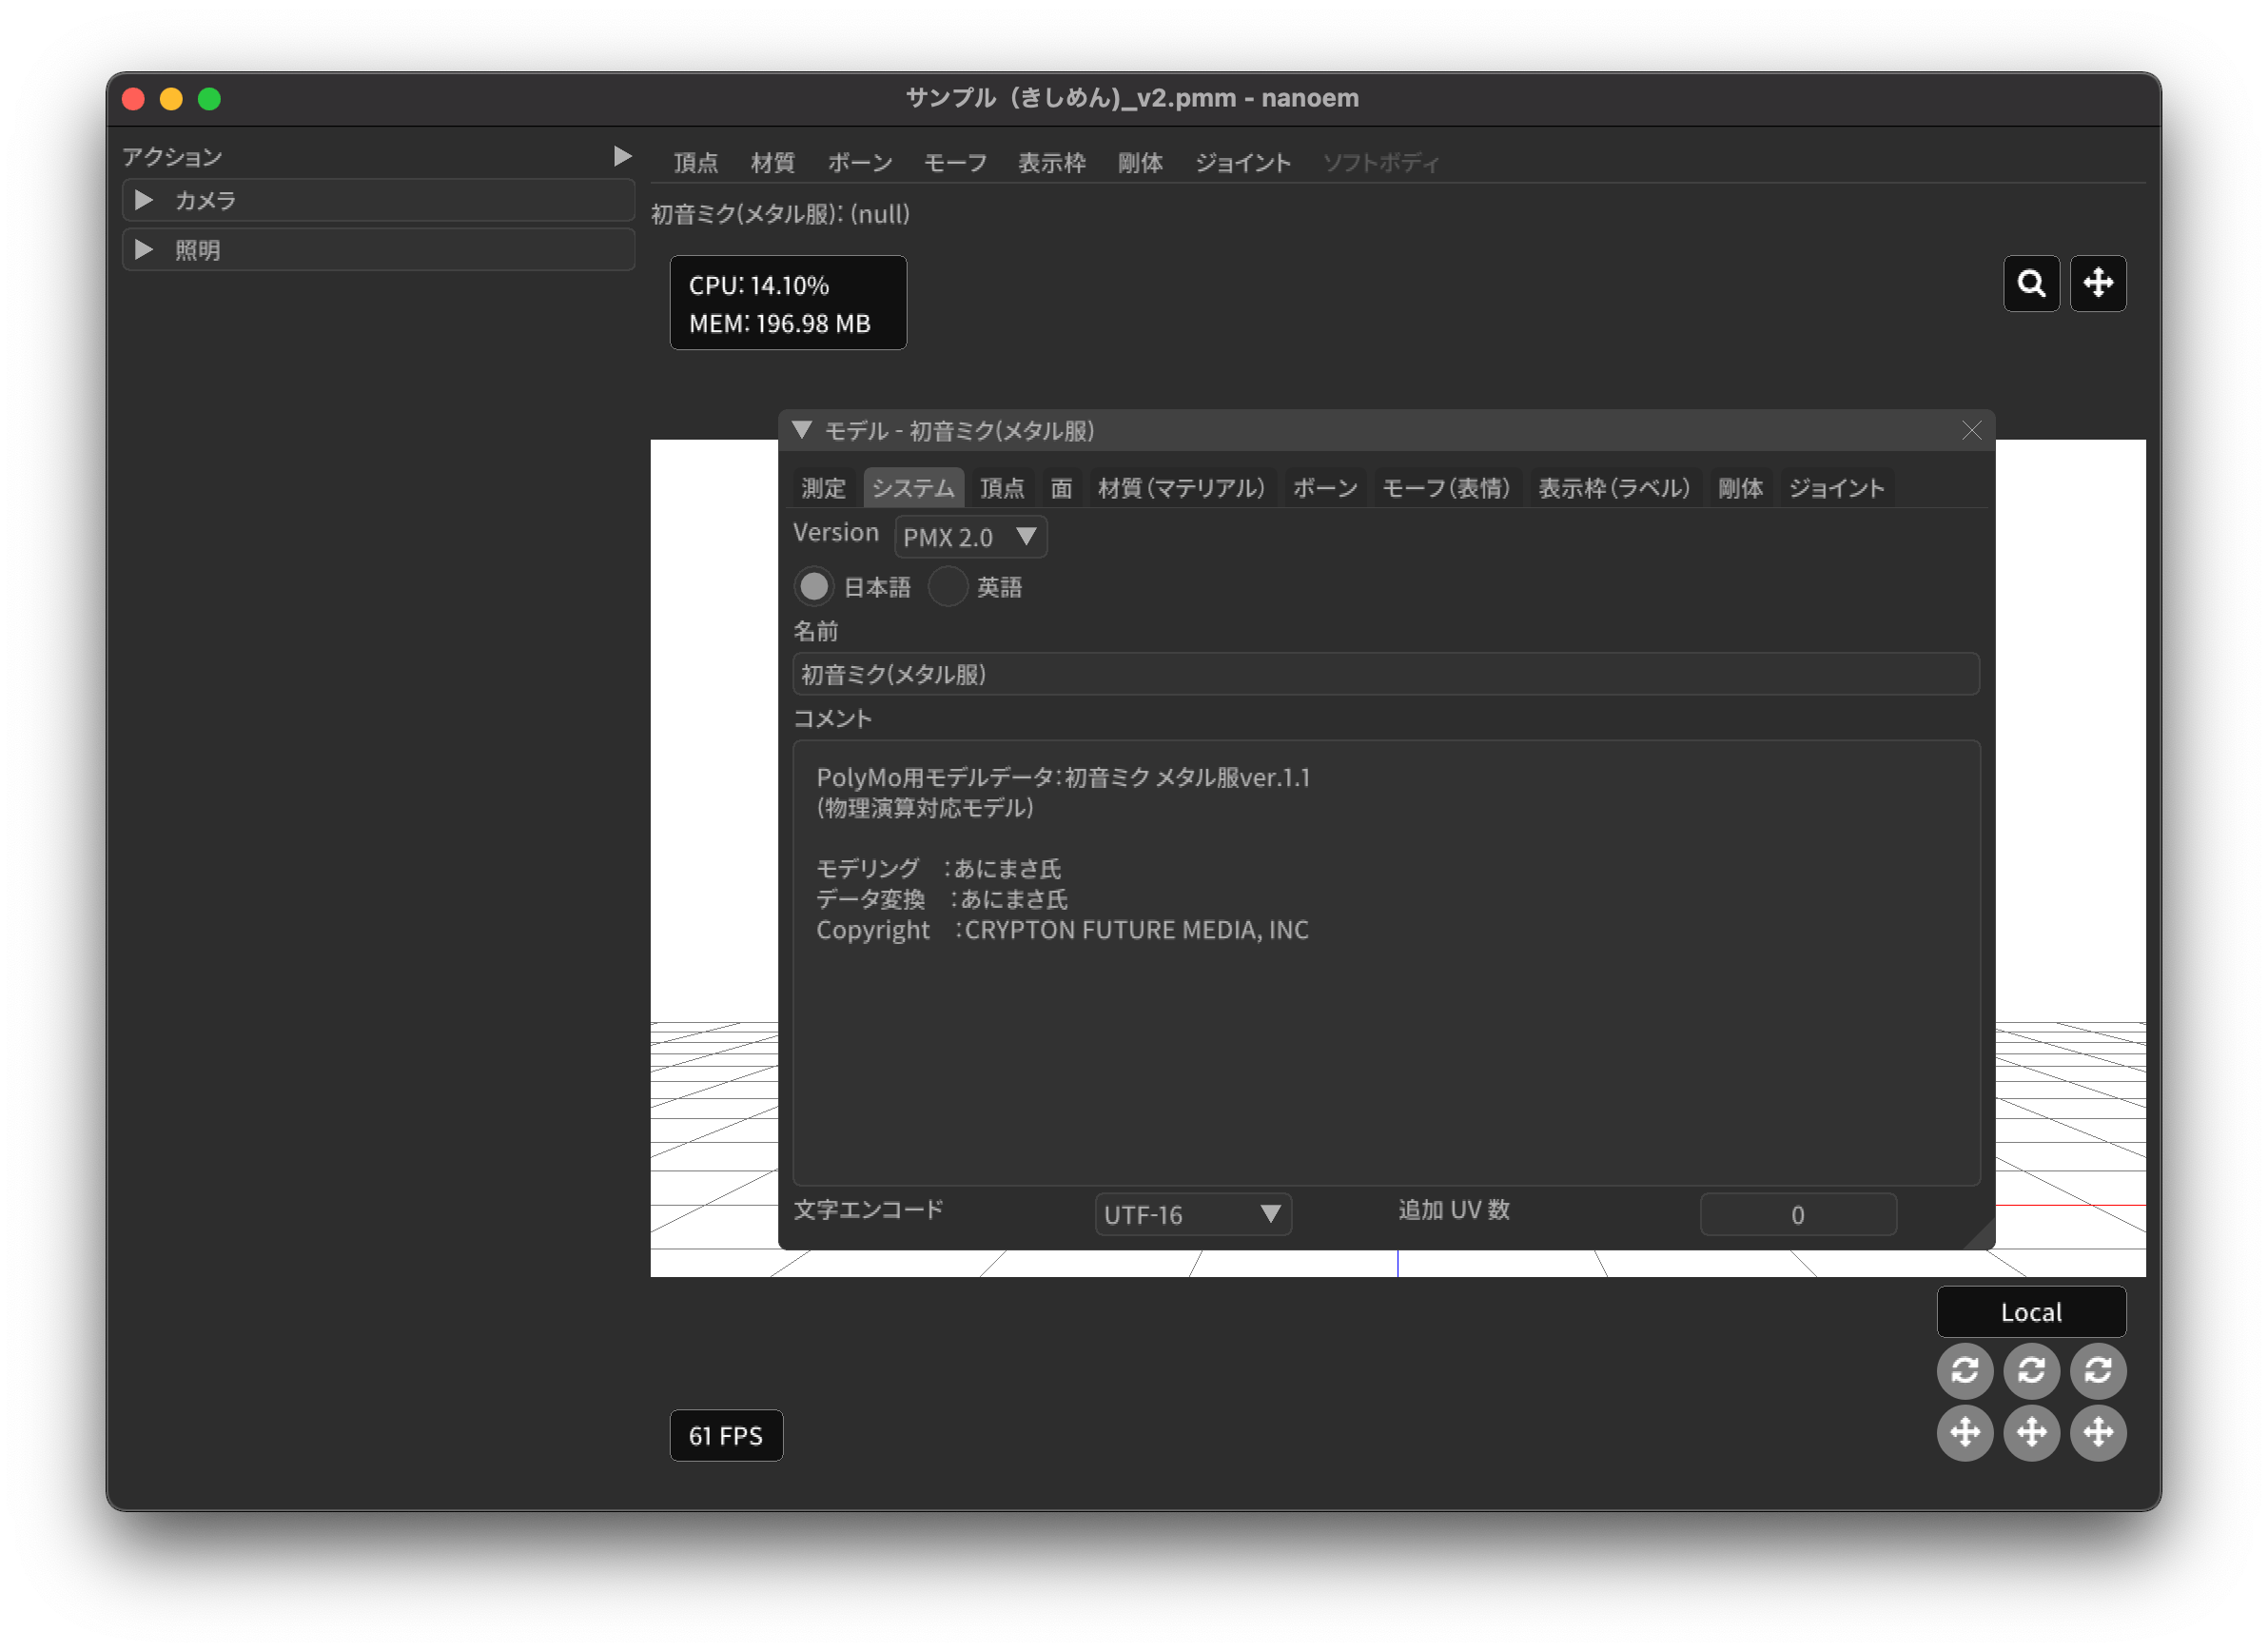 サンプル（きしめん)_v2.pmm - nanoem
アクション
カメラ
照明
頂点 材質 ボーン モーフ 表示枠 剛体 ジョイント ソフトボディ
初音ミク(メタル服): (null)
CPU: 14.10%
MEM: 196.98 MB
モデル - 初音ミク(メタル服)
測定 システム 頂点 面 材質（マテリアル） ボーン モーフ（表情） 表示枠（ラベル） 剛体 ジョイント
Version PMX 2.0
日本語 英語
名前
初音ミク(メタル服)
コメント
PolyMo用モデルデータ：初音ミク メタル服ver.1.1
(物理演算対応モデル)
モデリング　：あにまさ氏
データ変換　：あにまさ氏
Copyright　：CRYPTON FUTURE MEDIA, INC
文字エンコード UTF-16 追加 UV 数 0
Local
61 FPS